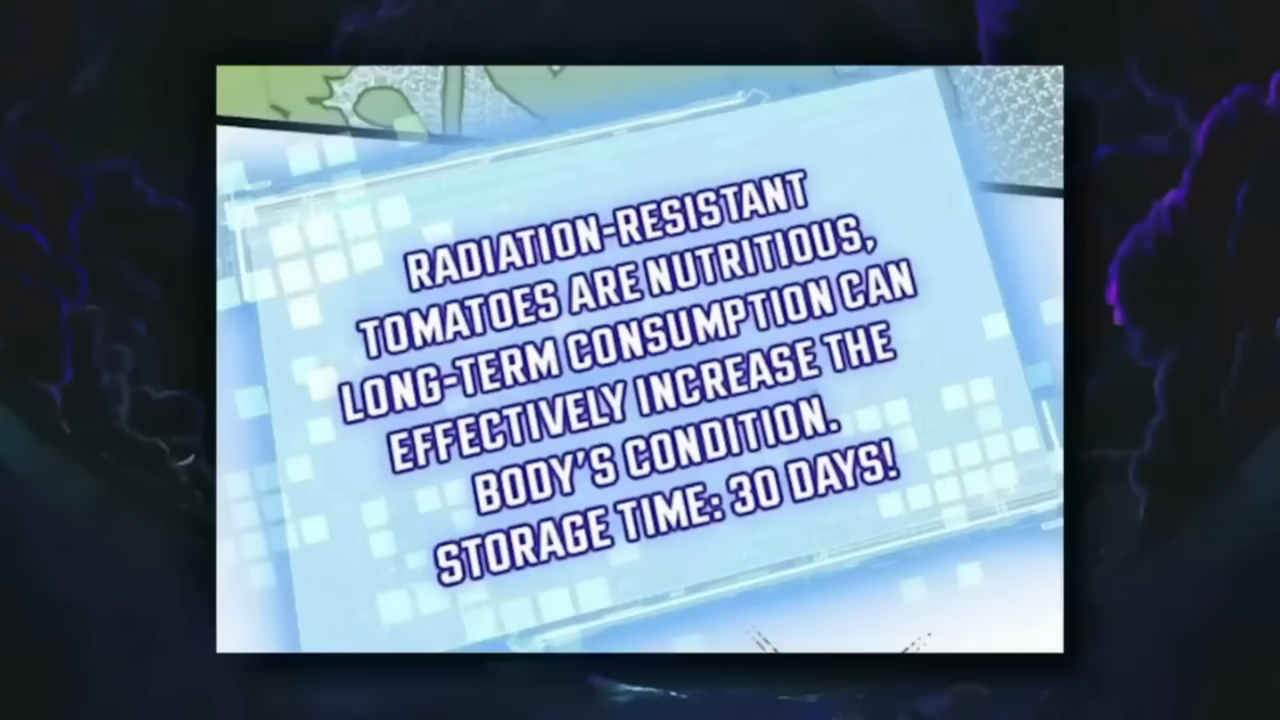 RADIATION-RESISTANT
TOMATOES ARE NUTRITIOUS,
LONG-TERM CONSUMPTION CAN
EFFECTIVELY INCREASE THE
BODY'S CONDITION.
STORAGE TIME: 30 DAYS!